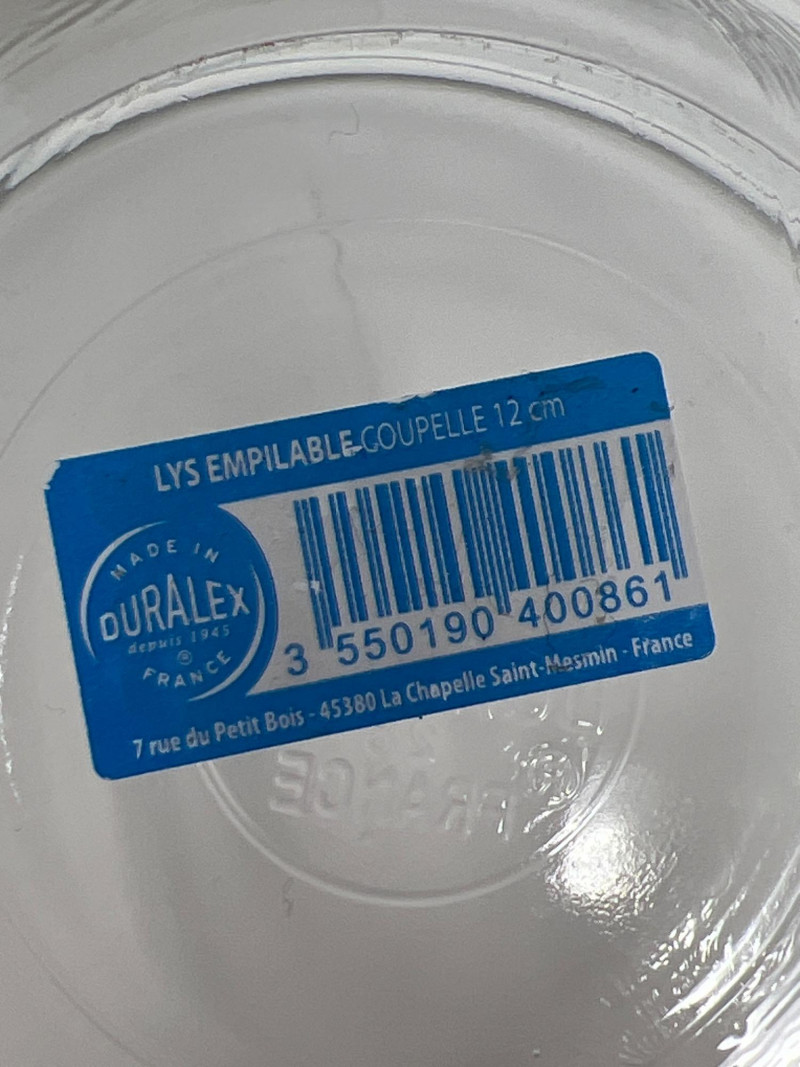 LYS EMPILABLE COUPELLE 12 cm
MADE IN
DURALEX
depuis 1945
®
FRANCE
3 550190 400861
7 rue du Petit Bois - 45380 La Chapelle Saint-Mesmin - France
® FRANCE